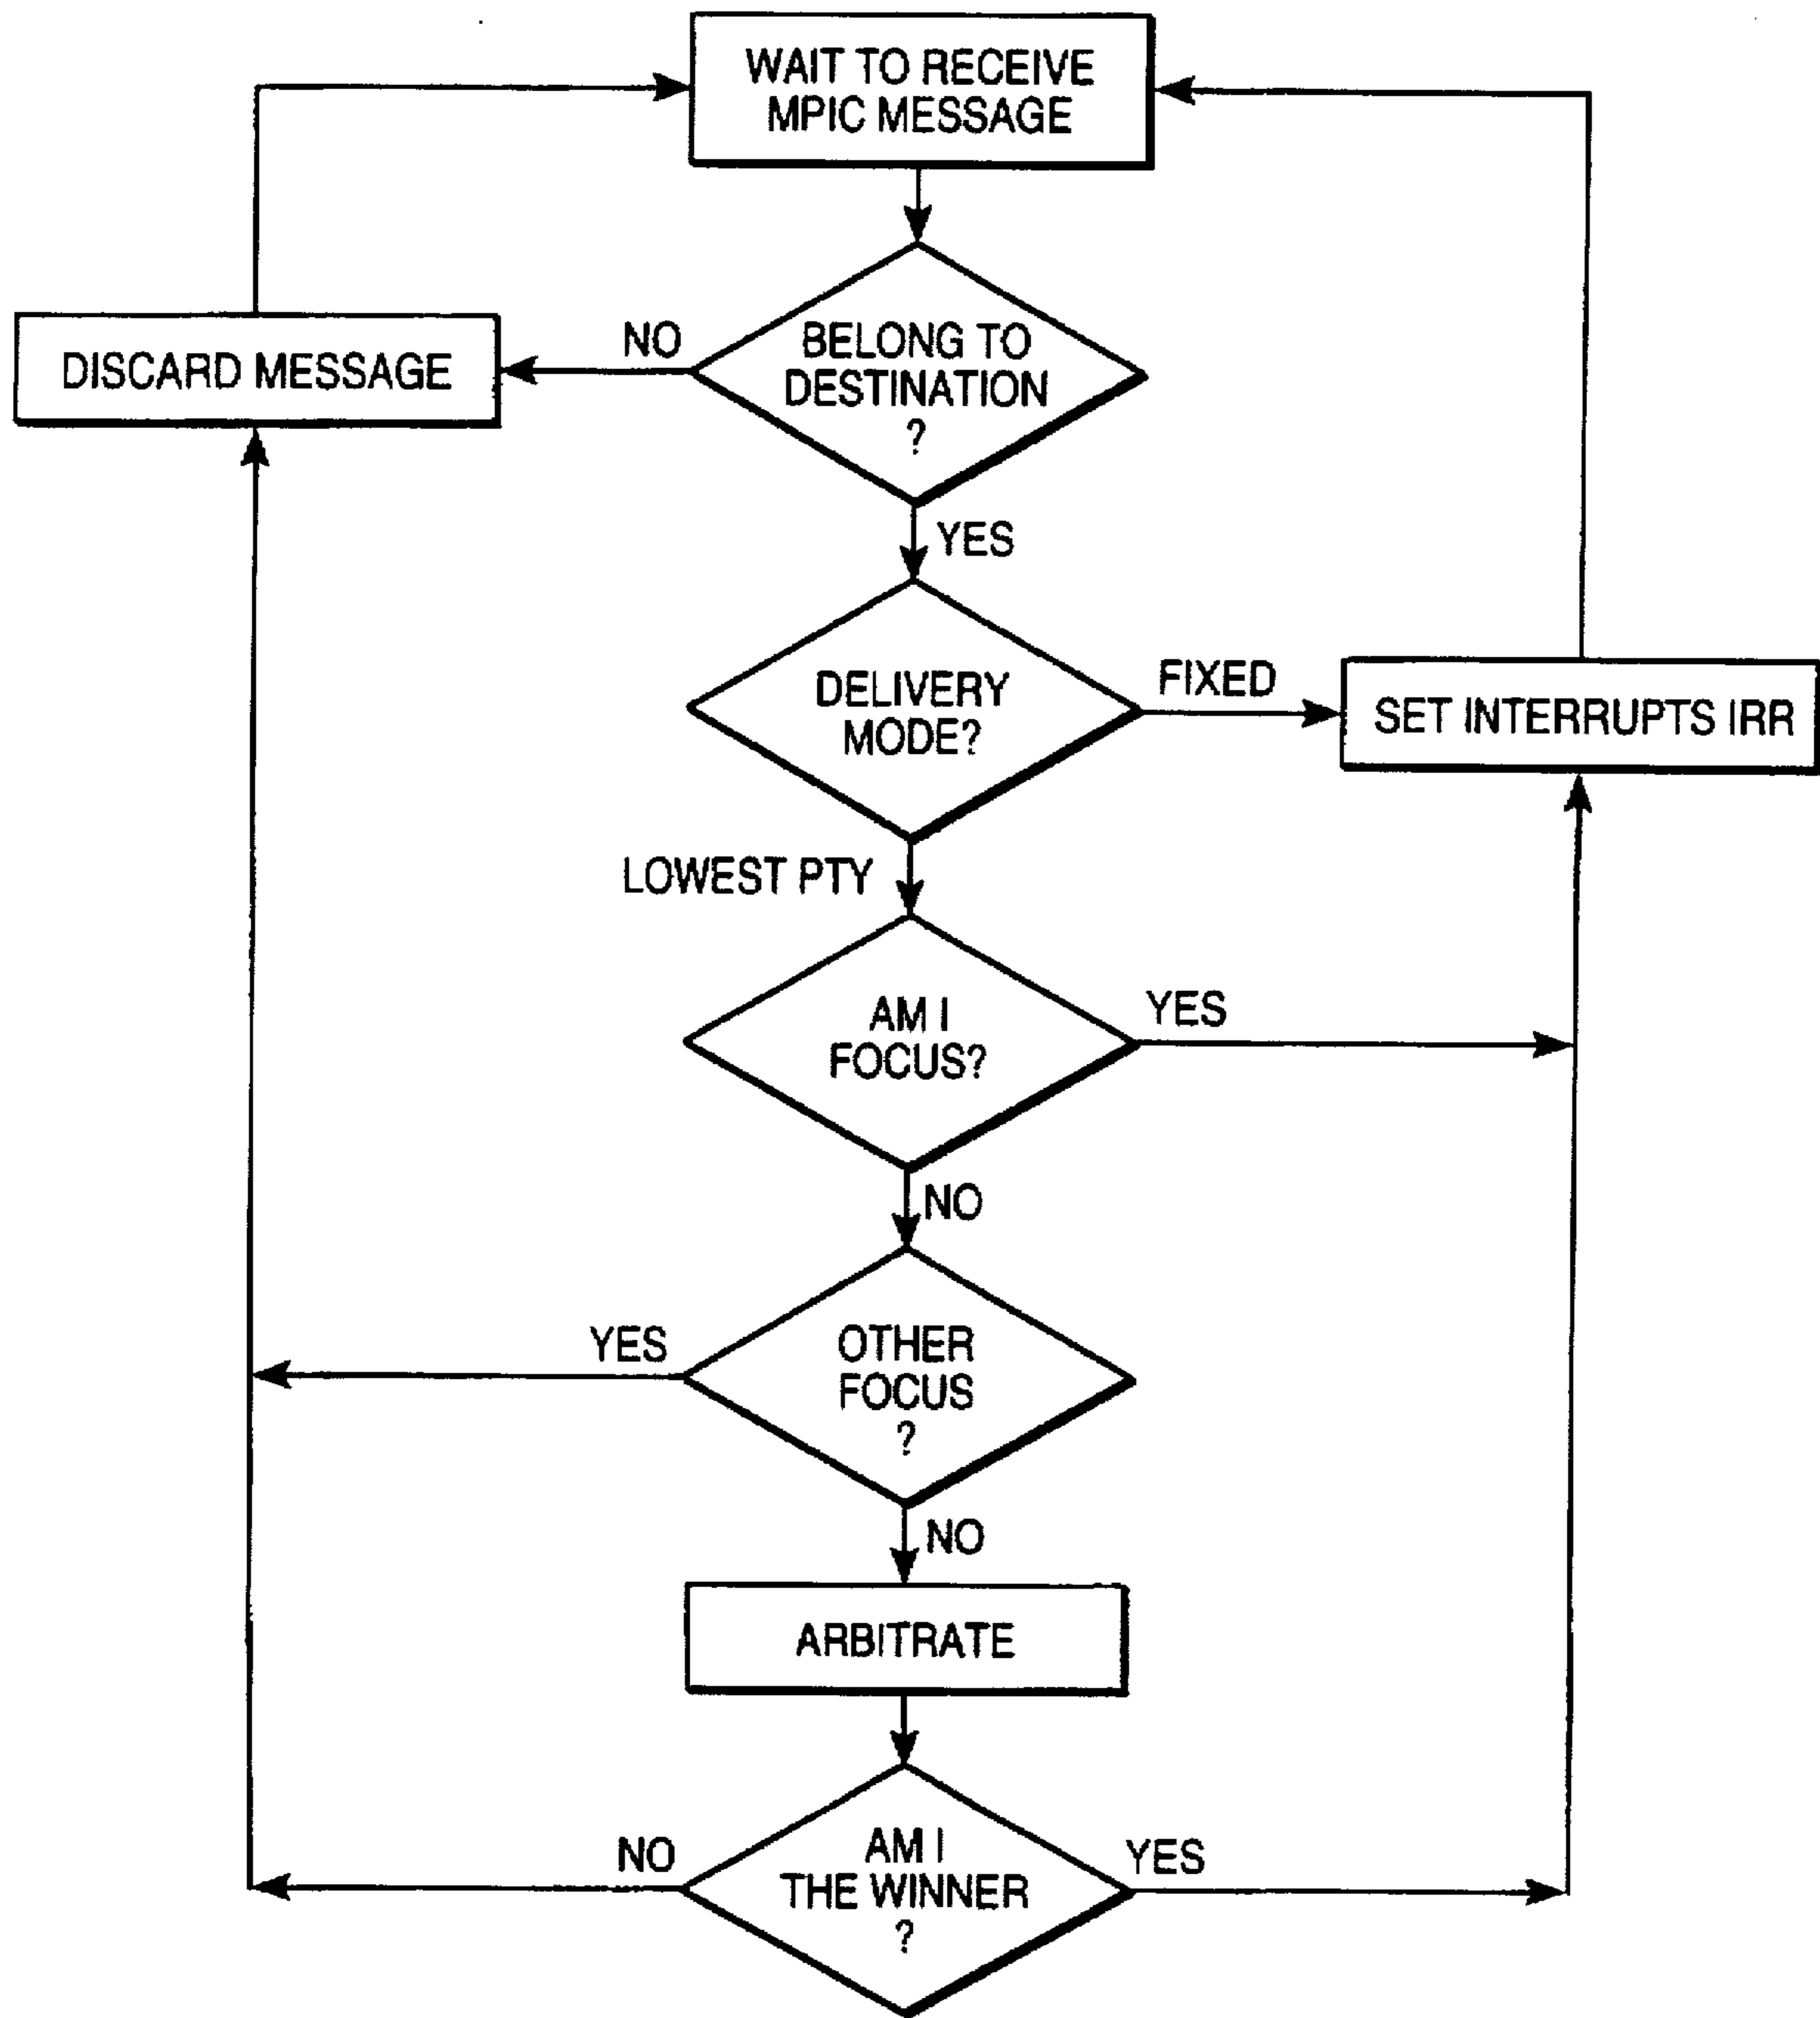 WAIT TO RECEIVE
MPIC MESSAGE
NO
BELONG TO
DESTINATION
?
DISCARD MESSAGE
YES
DELIVERY
MODE?
FIXED
SET INTERRUPTS IRR
LOWEST PTY
AM I
FOCUS?
YES
NO
YES
OTHER
FOCUS
?
NO
ARBITRATE
NO
AM I
THE WINNER
?
YES